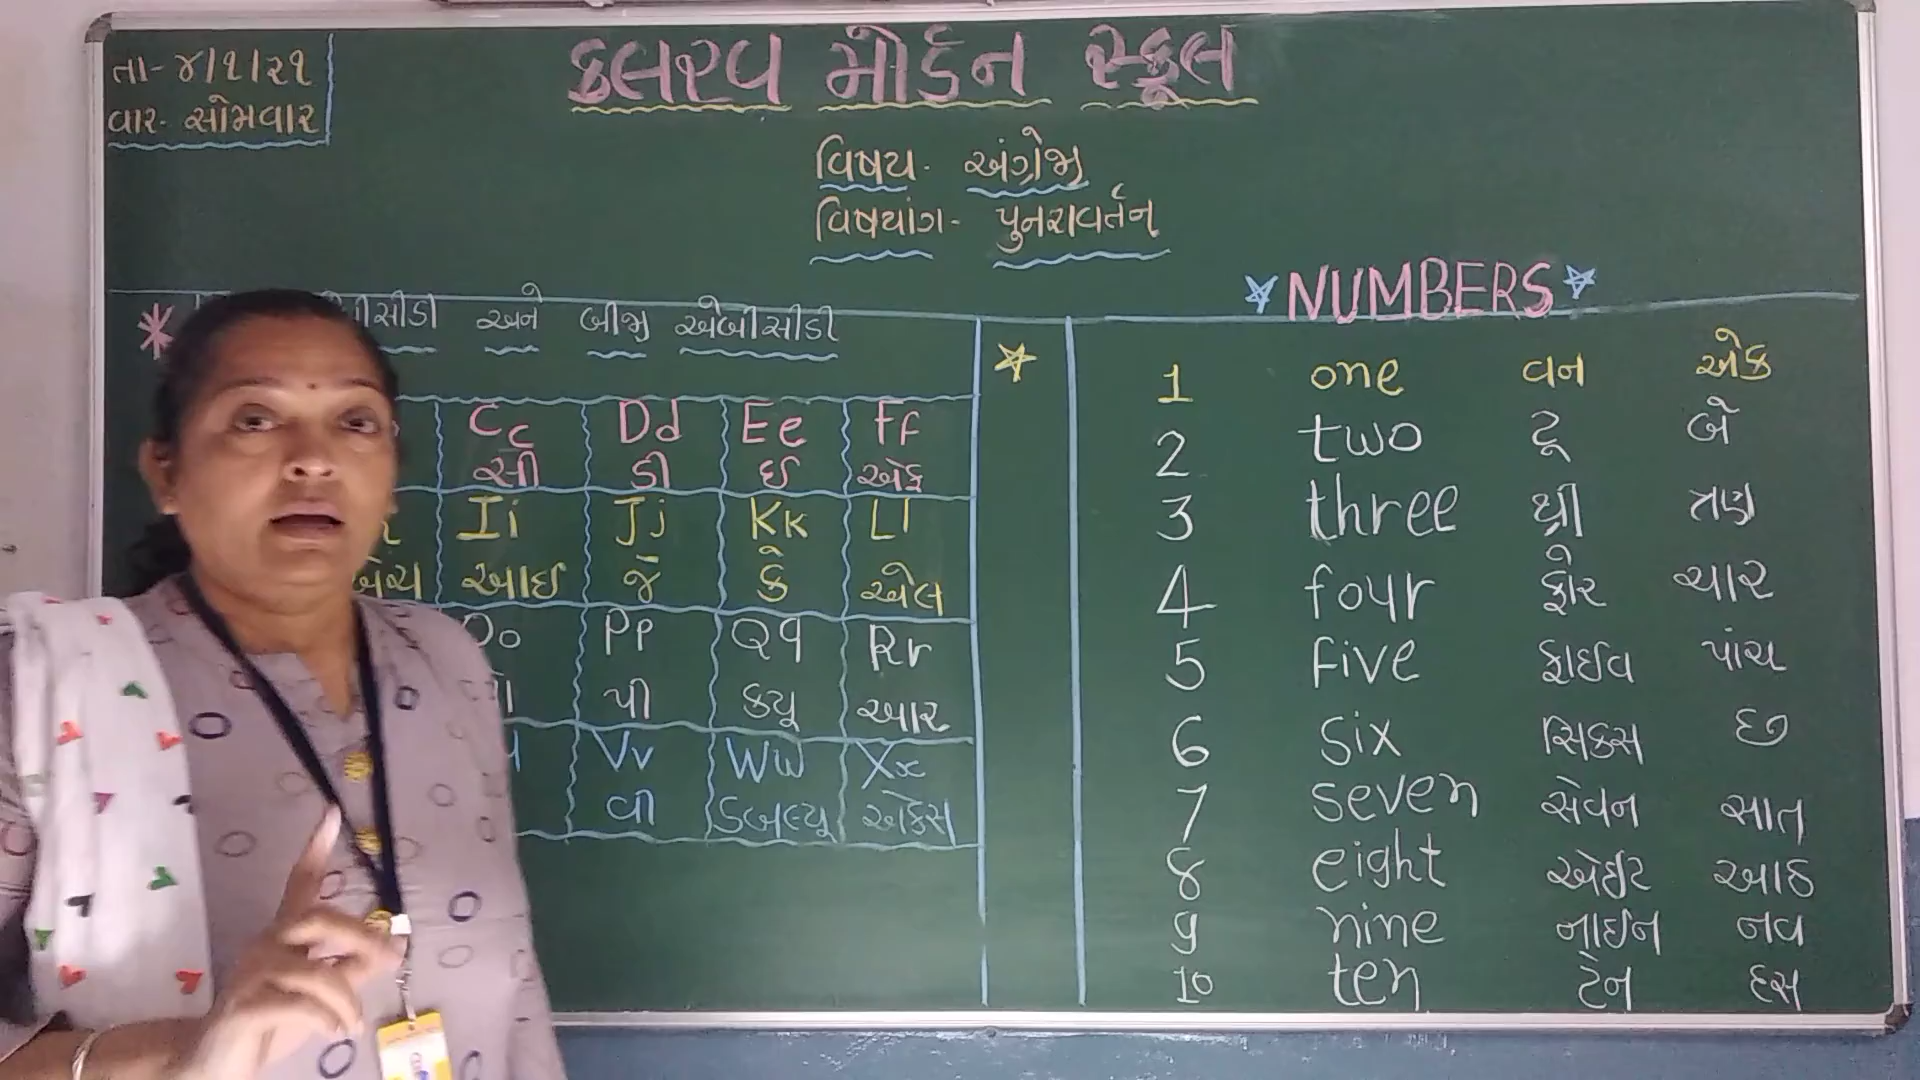 તા- ૪/૧/૨૧
વાર- સોમવાર
કલરવ મોર્ડન સ્કૂલ
વિષય- અંગ્રેજી
વિષયાંગ- પુનરાવર્તન
અને બીજી એબીસીડી
Cc Dd Ee Ff
સી ડી ઈ એફ
Ii Jj Kk Ll
એચ આઈ જે કે એલ
Oo Pp Qq Rr
પી ક્યૂ આર
Vv Ww Xx
વી ડબલ્યૂ એક્સ
NUMBERS
1 one વન એક
2 two ટૂ બે
3 three થ્રી ત્રણ
4 four ફોર ચાર
5 five ફાઈવ પાંચ
6 six સિક્સ છ
7 seven સેવન સાત
8 eight એઈટ આઠ
9 nine નાઈન નવ
10 ten ટેન દસ